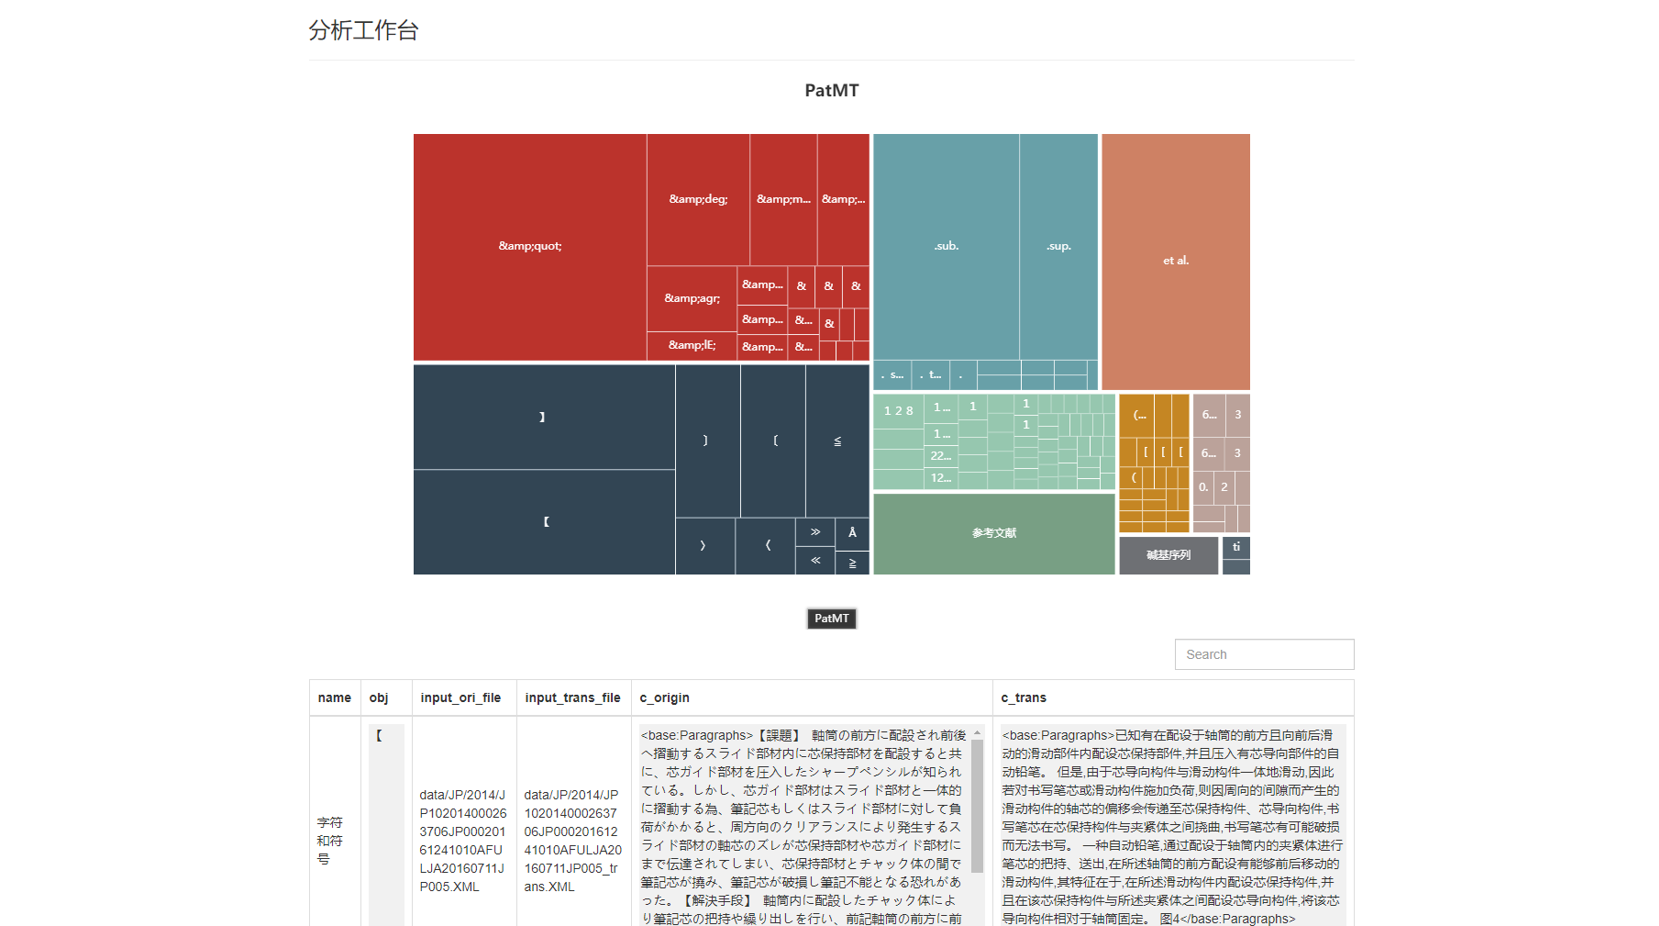 分析工作台
PatMT
&amp;quot;
&amp;deg;
&amp;m...
&amp;...
&amp;agr;
&amp;lE;
&amp...
&
&
&
&amp...
&...
&
&amp...
&...
.sub.
.sup.
et al.
. s...
. t...
.
】
【
〕
〔
≦
〉
〈
≫
Å
≪
≧
1 2 8
1 ...
1
1
1 ...
1
22...
12...
参考文献
(...
[
[
[
(
6...
3
6...
3
0.
2
碱基序列
ti
PatMT
Search
name obj input_ori_file input_trans_file c_origin c_trans
字符
和符
号
【
data/JP/2014/J
P10201400026
3706JP000201
61241010AFU
LJA20160711J
P005.XML
data/JP/2014/JP
1020140002637
06JP000201612
41010AFULJA20
160711JP005_tr
ans.XML
<base:Paragraphs>【課題】 軸筒の前方に配設され前後
へ摺動するスライド部材内に芯保持部材を配設すると共
に、芯ガイド部材を圧入したシャープペンシルが知られ
ている。しかし、芯ガイド部材はスライド部材と一体的
に摺動する為、筆記芯もしくはスライド部材に対して負
荷がかかると、周方向のクリアランスにより発生するス
ライド部材の軸芯のズレが芯保持部材や芯ガイド部材に
まで伝達されてしまい、芯保持部材とチャック体の間で
筆記芯が撓み、筆記芯が破損し筆記不能となる恐れがあ
った。【解決手段】 軸筒内に配設したチャック体によ
り筆記芯の把持や繰り出しを行い、前記軸筒の前方に前
<base:Paragraphs>已知有在配设于轴筒的前方且向前后滑
动的滑动部件内配设芯保持部件,并且压入有芯导向部件的自
动铅笔。 但是,由于芯导向构件与滑动构件一体地滑动,因此
若对书写笔芯或滑动构件施加负荷,则因周向的间隙而产生的
滑动构件的轴芯的偏移会传递至芯保持构件、芯导向构件,书
写笔芯在芯保持构件与夹紧体之间挠曲,书写笔芯有可能破损
而无法书写。 一种自动铅笔,通过配设于轴筒内的夹紧体进行
笔芯的把持、送出,在所述轴筒的前方配设有能够前后移动的
滑动构件,其特征在于,在所述滑动构件内配设芯保持构件,并
且在该芯保持构件与所述夹紧体之间配设芯导向构件,将该芯
导向构件相对于轴筒固定。 图4</base:Paragraphs>